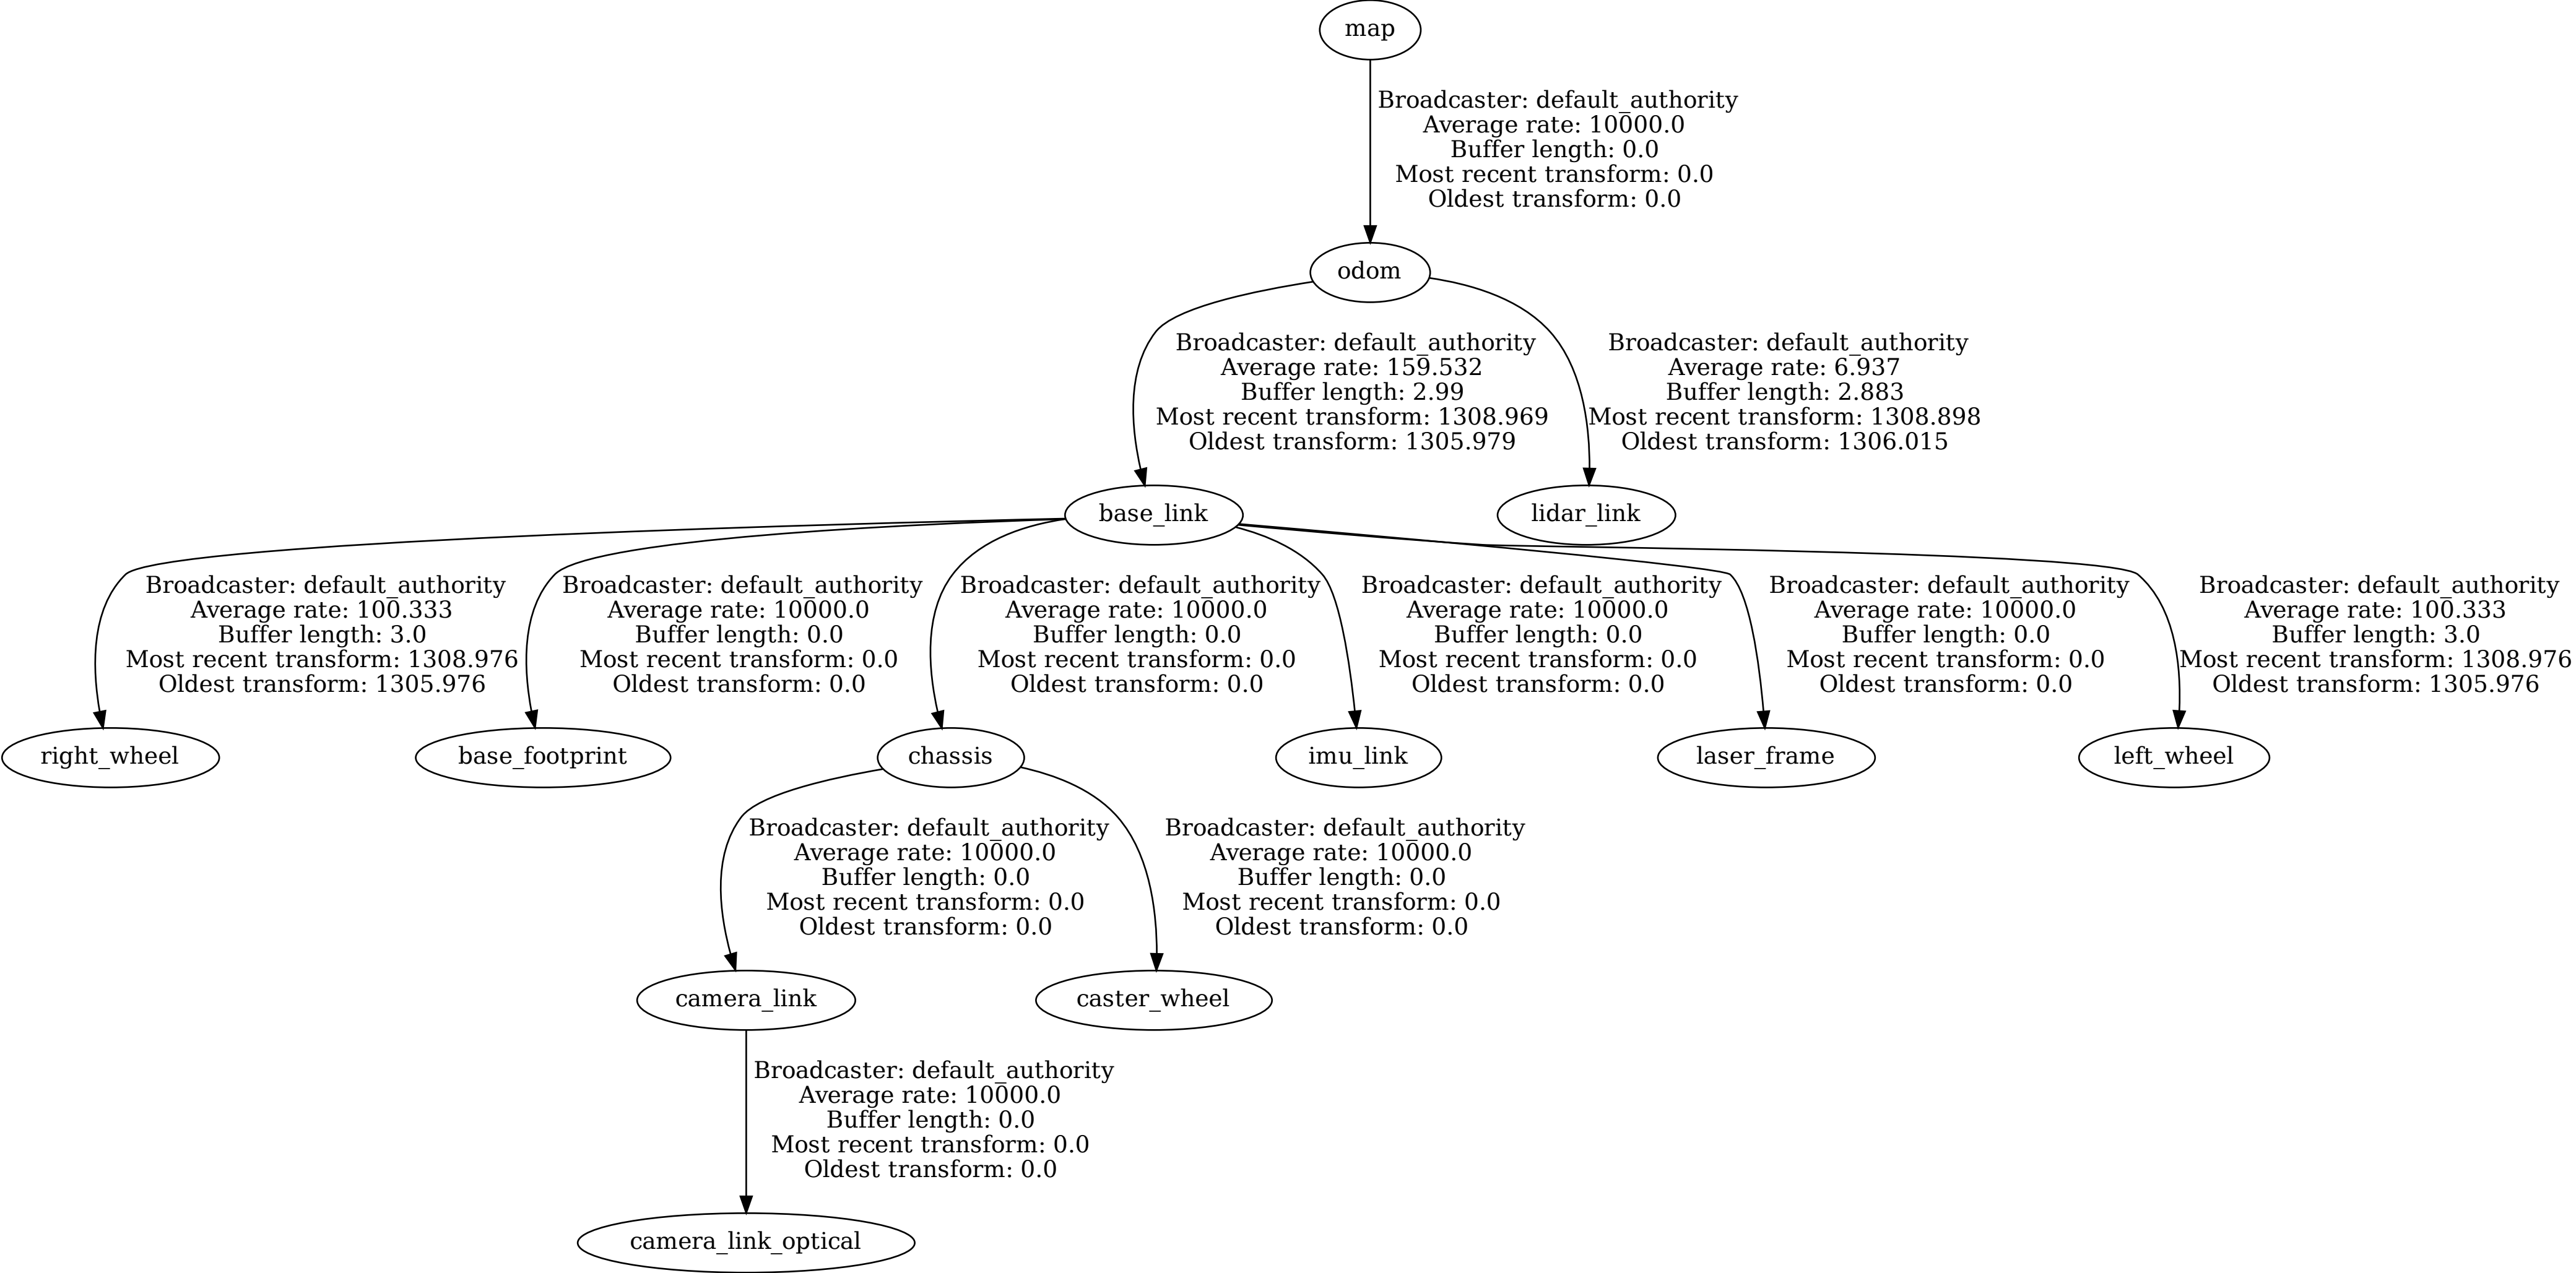 map
Broadcaster: default_authority
Average rate: 10000.0
Buffer length: 0.0
Most recent transform: 0.0
Oldest transform: 0.0
odom
Broadcaster: default_authority
Average rate: 159.532
Buffer length: 2.99
Most recent transform: 1308.969
Oldest transform: 1305.979
Broadcaster: default_authority
Average rate: 6.937
Buffer length: 2.883
Most recent transform: 1308.898
Oldest transform: 1306.015
base_link
lidar_link
Broadcaster: default_authority
Average rate: 100.333
Buffer length: 3.0
Most recent transform: 1308.976
Oldest transform: 1305.976
Broadcaster: default_authority
Average rate: 10000.0
Buffer length: 0.0
Most recent transform: 0.0
Oldest transform: 0.0
Broadcaster: default_authority
Average rate: 10000.0
Buffer length: 0.0
Most recent transform: 0.0
Oldest transform: 0.0
Broadcaster: default_authority
Average rate: 10000.0
Buffer length: 0.0
Most recent transform: 0.0
Oldest transform: 0.0
Broadcaster: default_authority
Average rate: 10000.0
Buffer length: 0.0
Most recent transform: 0.0
Oldest transform: 0.0
Broadcaster: default_authority
Average rate: 100.333
Buffer length: 3.0
Most recent transform: 1308.976
Oldest transform: 1305.976
right_wheel
base_footprint
chassis
imu_link
laser_frame
left_wheel
Broadcaster: default_authority
Average rate: 10000.0
Buffer length: 0.0
Most recent transform: 0.0
Oldest transform: 0.0
Broadcaster: default_authority
Average rate: 10000.0
Buffer length: 0.0
Most recent transform: 0.0
Oldest transform: 0.0
camera_link
caster_wheel
Broadcaster: default_authority
Average rate: 10000.0
Buffer length: 0.0
Most recent transform: 0.0
Oldest transform: 0.0
camera_link_optical